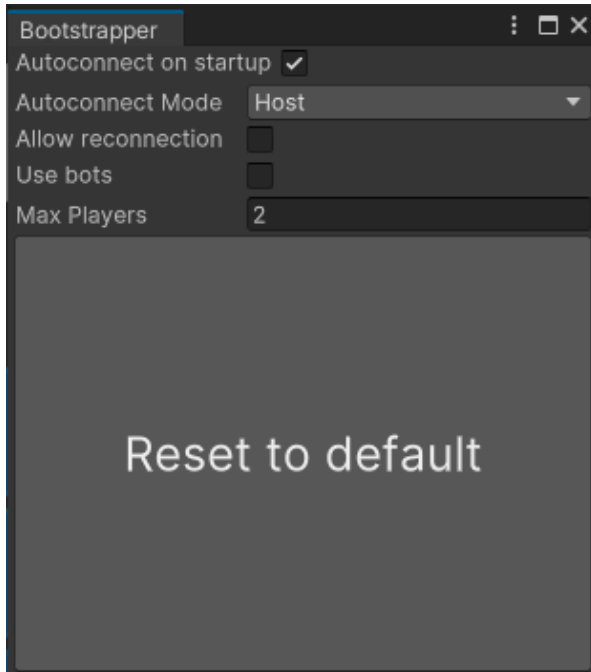 Bootstrapper
Autoconnect on startup
Autoconnect Mode Host
Allow reconnection
Use bots
Max Players 2
Reset to default